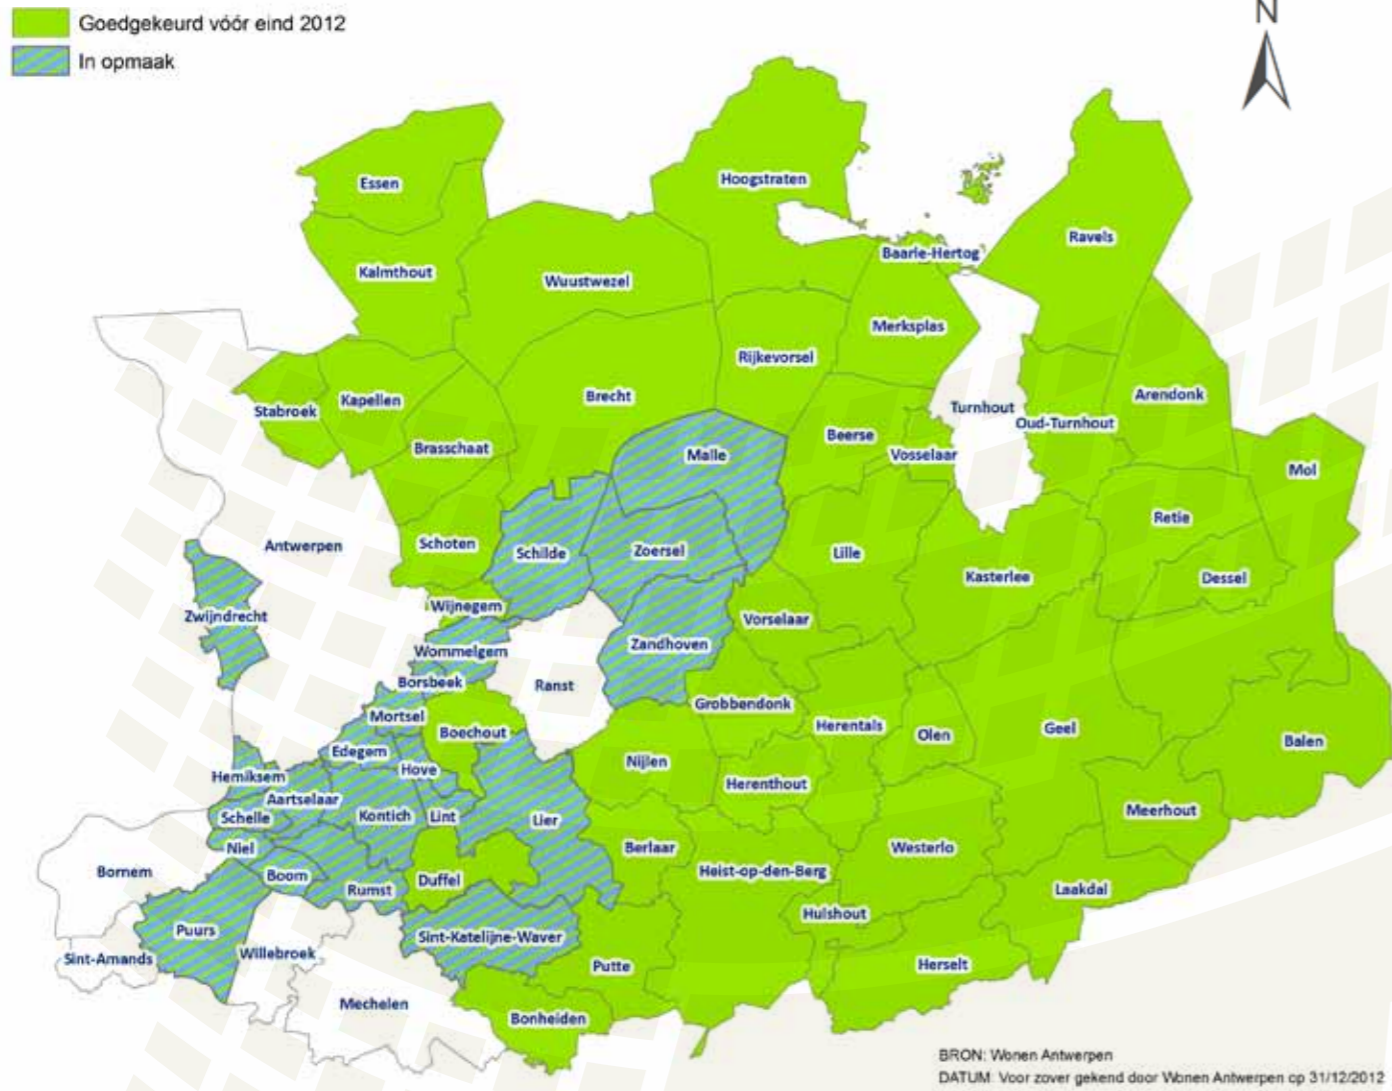 Goedgekeurd vóór eind 2012
In opmaak
N
Essen
Hoogstraten
Ravels
Baarle-Hertog
Kalmthout
Wuustwezel
Merksplas
Rijkevorsel
Brecht
Arendonk
Kapellen
Stabroek
Turnhout
Oud-Turnhout
Beerse
Vosselaar
Brasschaat
Malle
Mol
Retie
Schoten
Antwerpen
Schilde
Zoersel
Lille
Kasterlee
Dessel
Wijnegem
Zwijndrecht
Vorselaar
Zandhoven
Wommelgem
Borsbeek
Ranst
Grobbendonk
Mortsel
Boechout
Herentals
Olen
Geel
Balen
Edegem
Hove
Nijlen
Hemiksem
Herenthout
Aartselaar
Schelle
Kontich
Lint
Lier
Meerhout
Niel
Berlaar
Westerlo
Bornem
Boom
Rumst
Duffel
Heist-op-den-Berg
Laakdal
Hulshout
Puurs
Sint-Katelijne-Waver
Sint-Amands
Willebroek
Putte
Herselt
Mechelen
Bonheiden
BRON: Wonen Antwerpen
DATUM: Voor zover gekend door Wonen Antwerpen op 31/12/2012